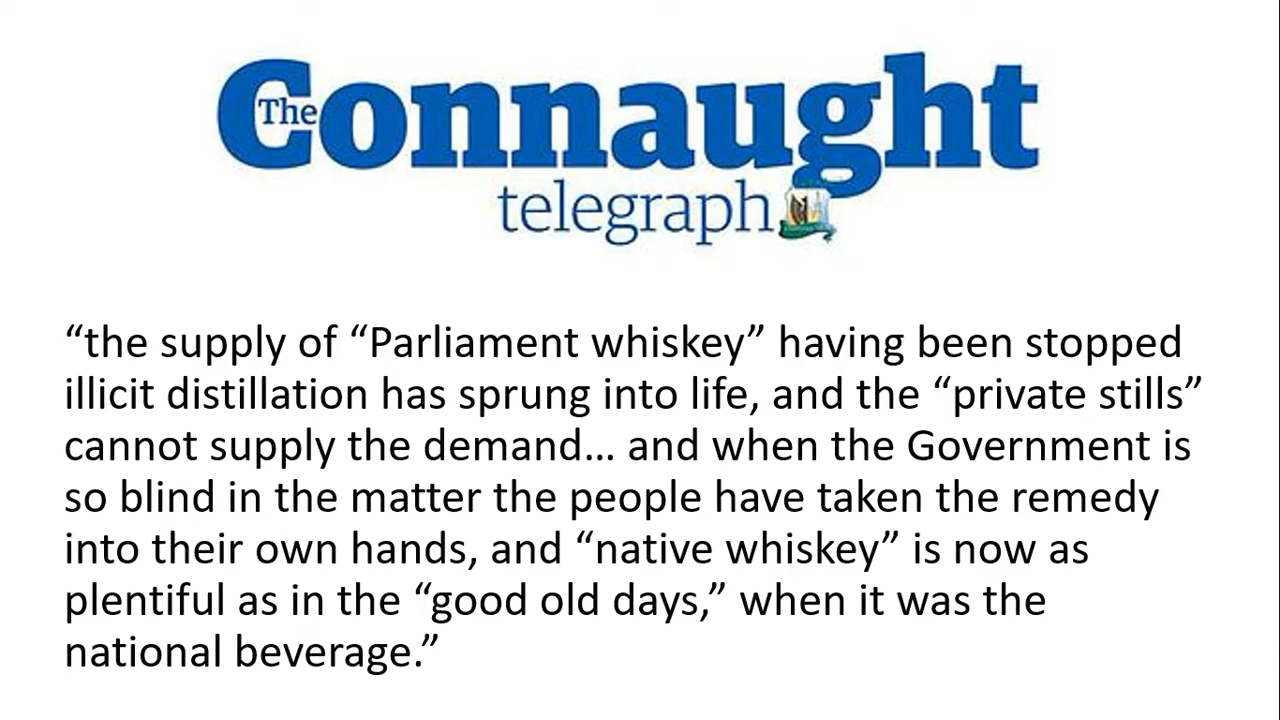 The Connaught
telegraph
“the supply of “Parliament whiskey” having been stopped
illicit distillation has sprung into life, and the “private stills”
cannot supply the demand… and when the Government is
so blind in the matter the people have taken the remedy
into their own hands, and “native whiskey” is now as
plentiful as in the “good old days,” when it was the
national beverage.”